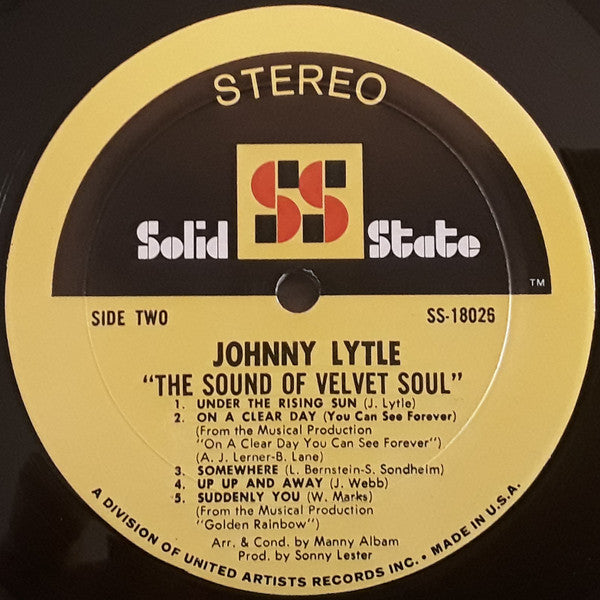 STEREO
Solid SS State
TM
SIDE TWO SS-18026
JOHNNY LYTLE
"THE SOUND OF VELVET SOUL"
1. UNDER THE RISING SUN (J. Lytle)
2. ON A CLEAR DAY (You Can See Forever)
(From the Musical Production
"On A Clear Day You Can See Forever")
(A. J. Lerner-B. Lane)
3. SOMEWHERE (L. Bernstein-S. Sondheim)
4. UP UP AND AWAY (J. Webb)
5. SUDDENLY YOU (W. Marks)
(From the Musical Production
"Golden Rainbow")
Arr. & Cond. by Manny Albam
Prod. by Sonny Lester
A DIVISION OF UNITED ARTISTS RECORDS INC. • MADE IN U.S.A.